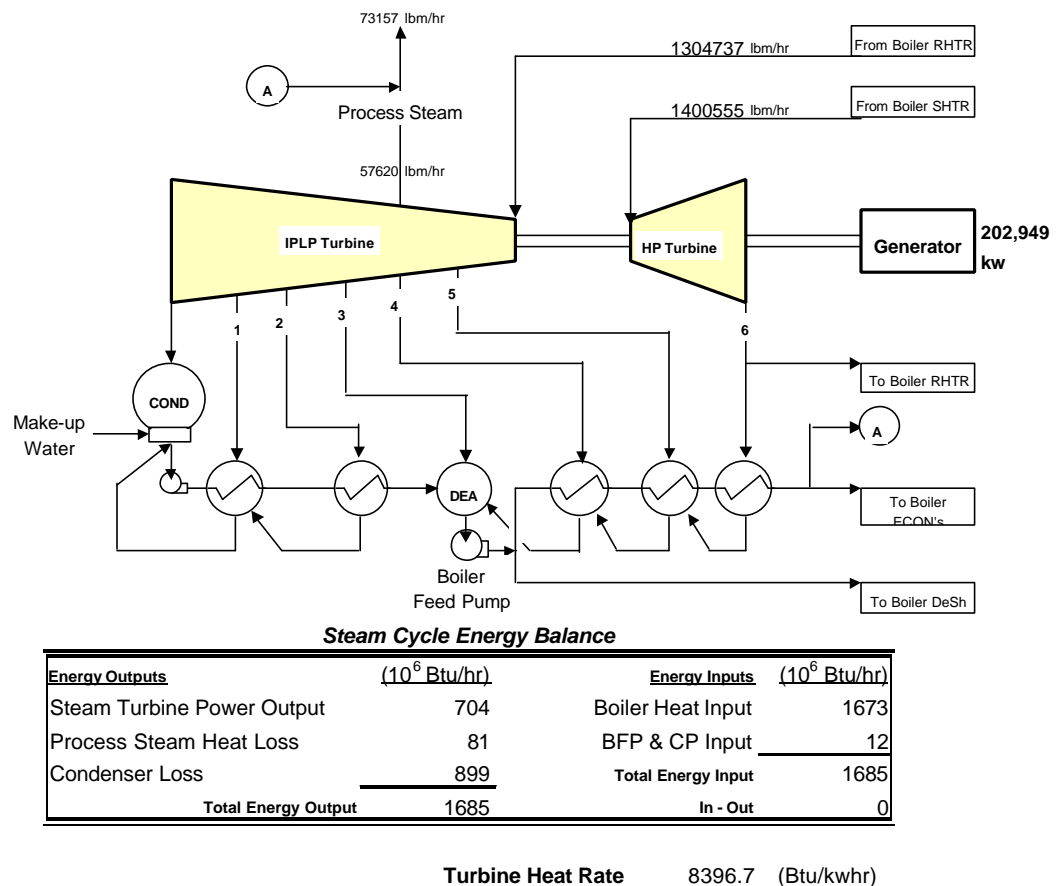 73157 lbm/hr
1304737 lbm/hr
From Boiler RHTR
A
1400555 lbm/hr
From Boiler SHTR
Process Steam
57620 lbm/hr
IPLP Turbine
HP Turbine
Generator
202,949
kw
1
2
3
4
5
6
To Boiler RHTR
COND
Make-up
Water
A
DEA
To Boiler
ECON's
Boiler
Feed Pump
To Boiler DeSh
Steam Cycle Energy Balance
Energy Outputs (10^6 Btu/hr) Energy Inputs (10^6 Btu/hr)
Steam Turbine Power Output 704 Boiler Heat Input 1673
Process Steam Heat Loss 81 BFP & CP Input 12
Condenser Loss 899 Total Energy Input 1685
Total Energy Output 1685 In - Out 0
Turbine Heat Rate 8396.7 (Btu/kwhr)